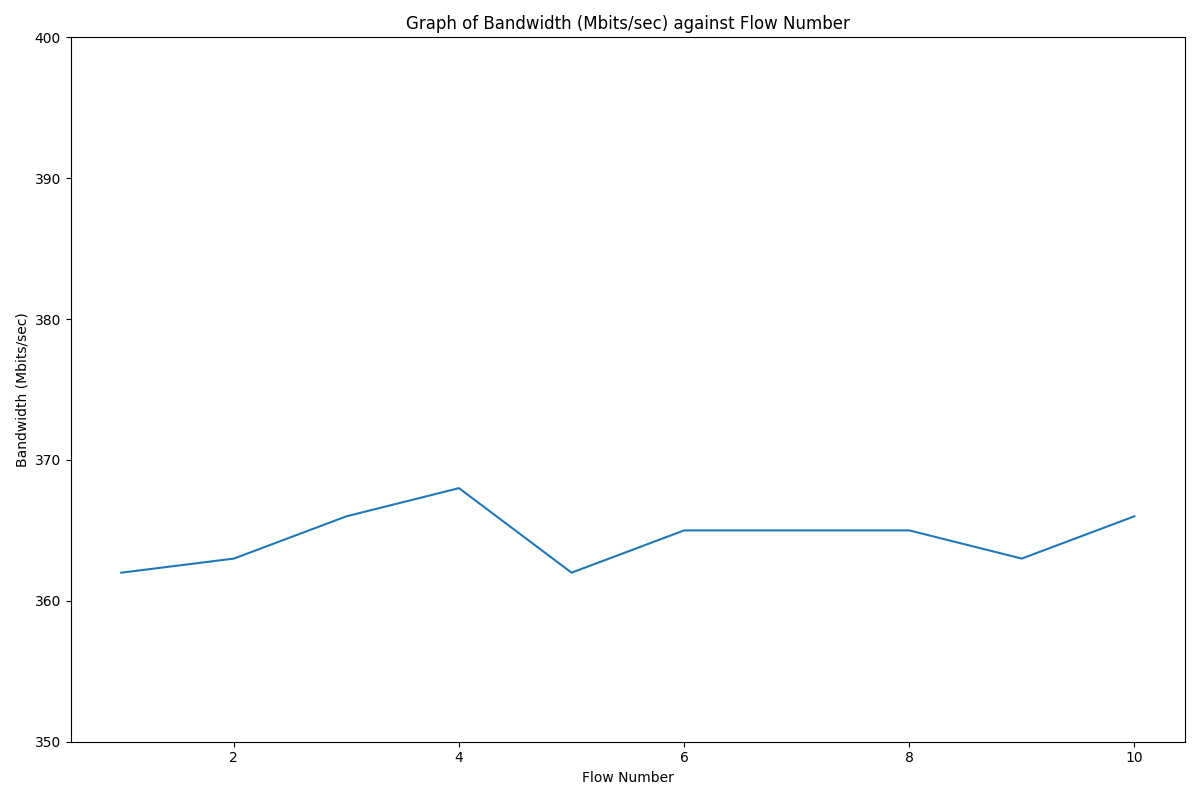 Graph of Bandwidth (Mbits/sec) against Flow Number
400
390
380
370
360
350
Bandwidth (Mbits/sec)
2 4 6 8 10
Flow Number